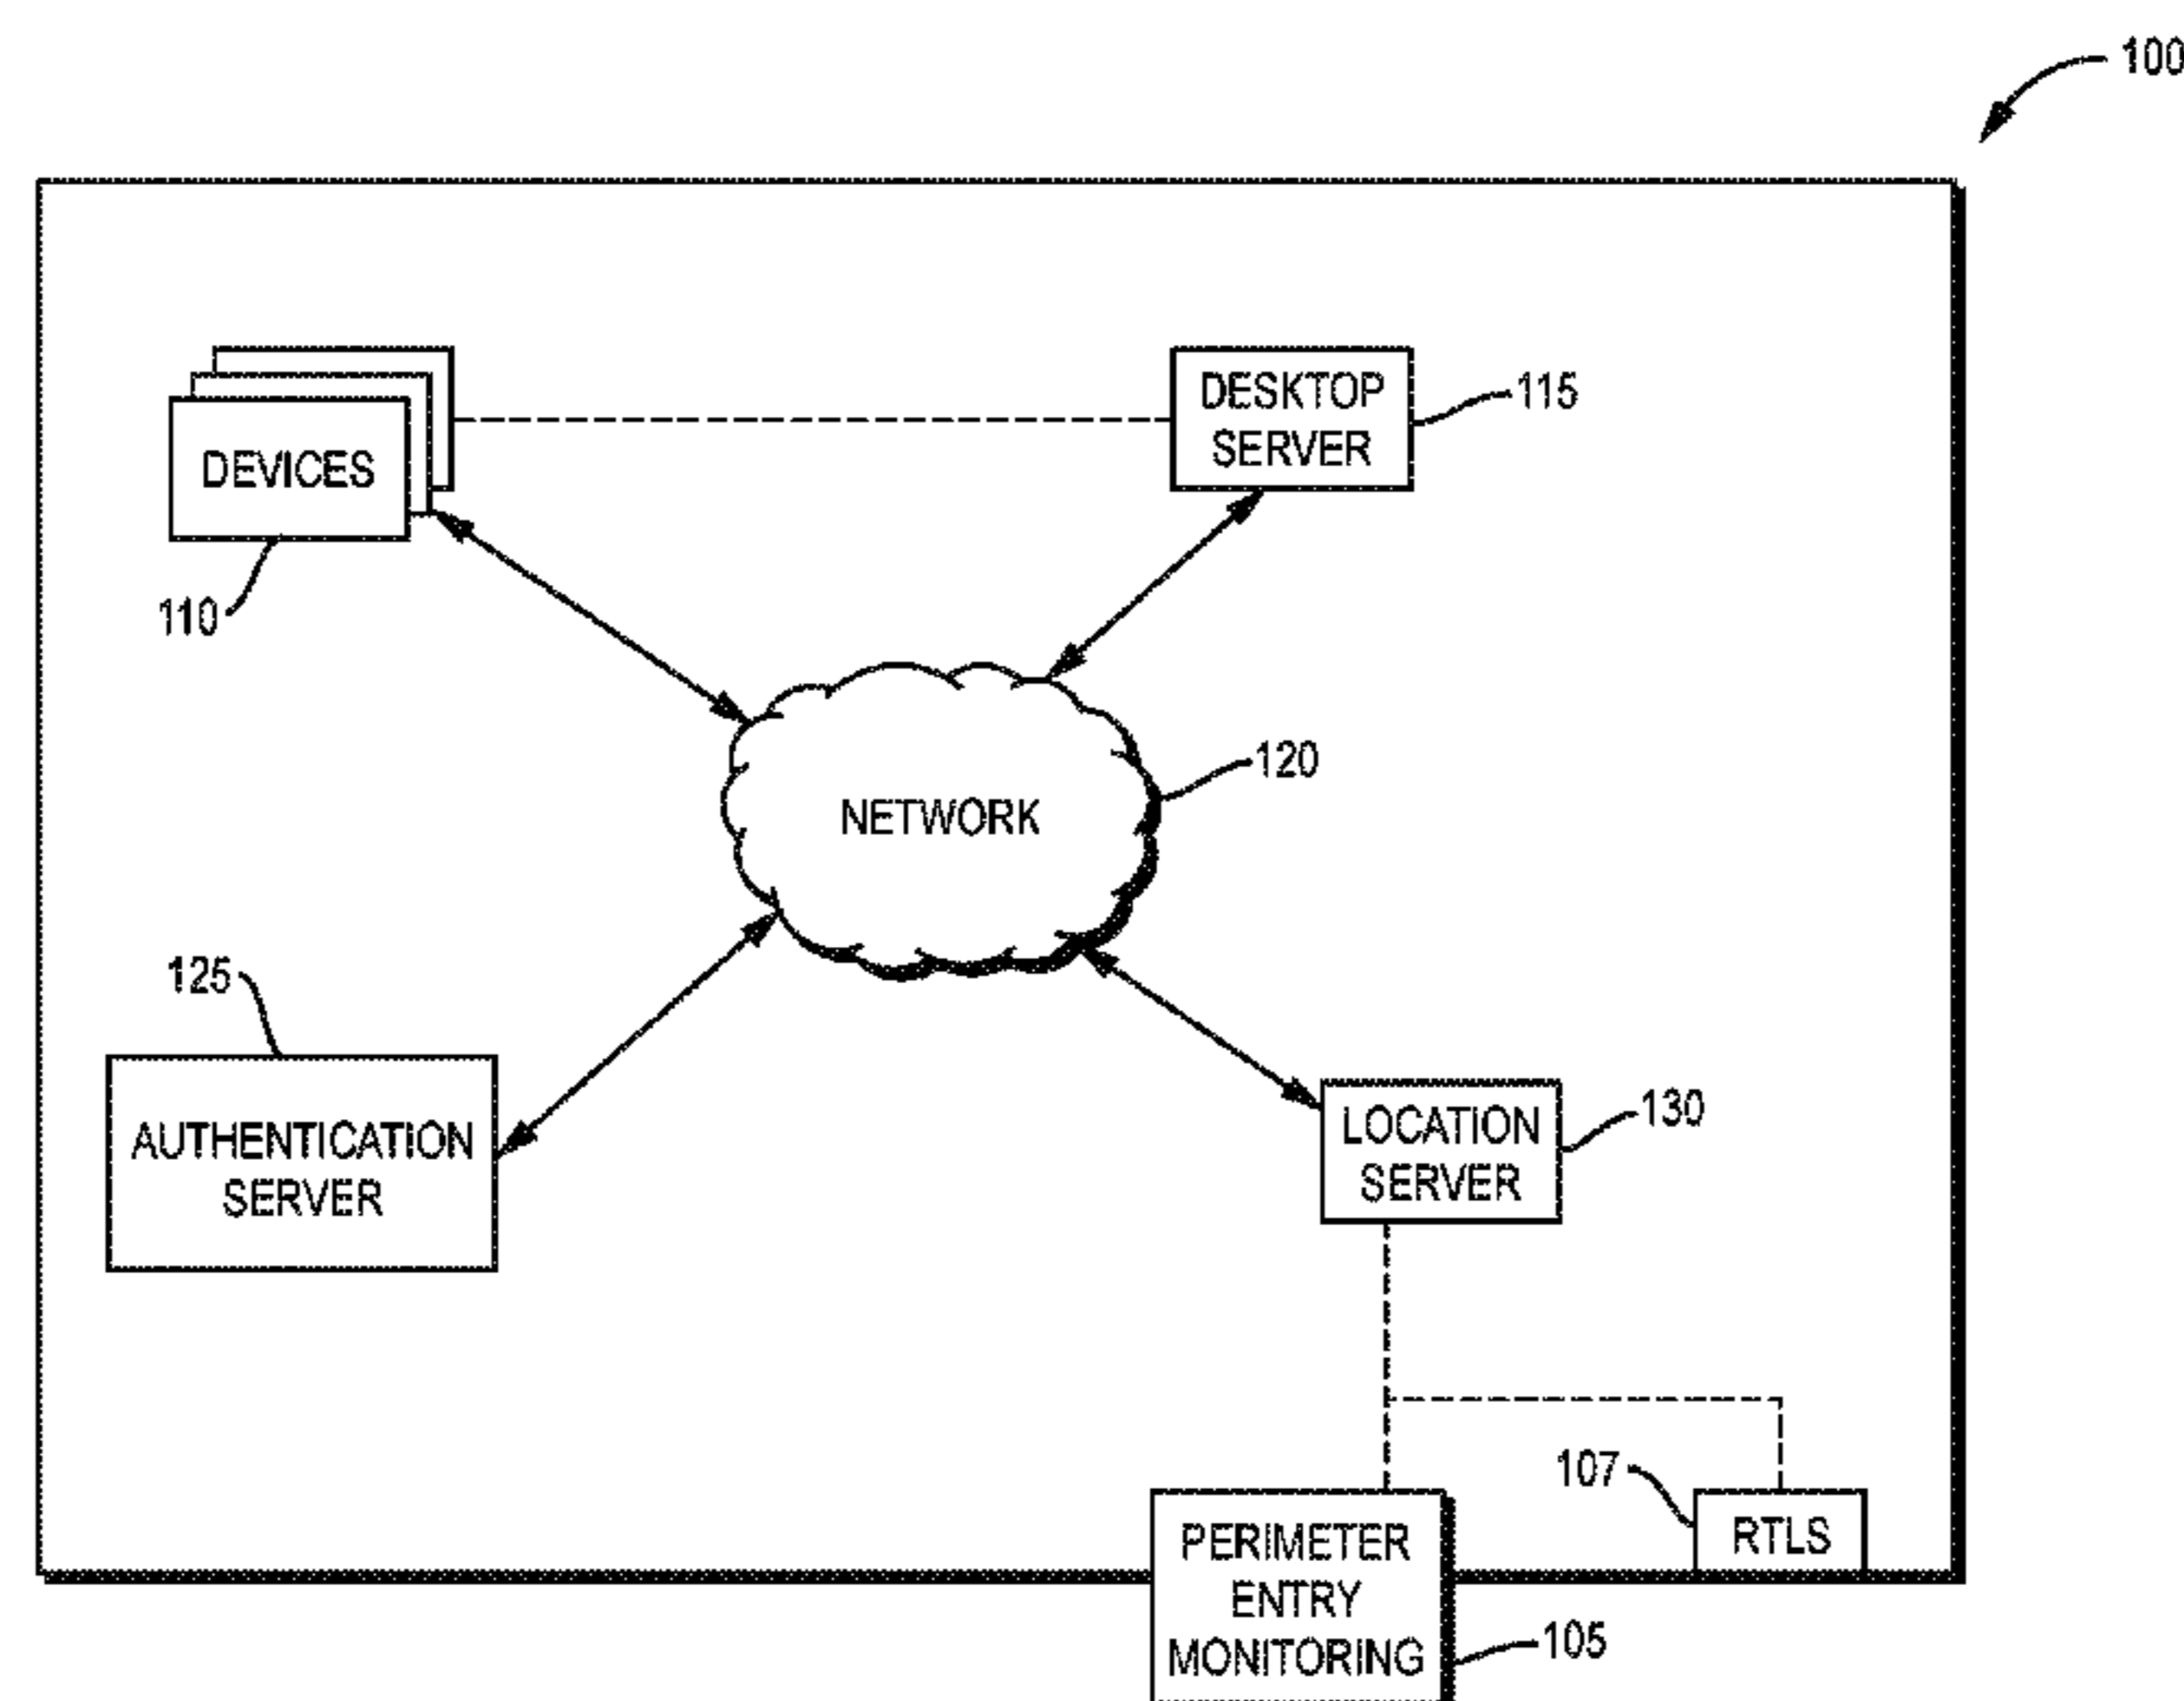 100
DESKTOP
SERVER
115
DEVICES
110
120
NETWORK
125
AUTHENTICATION
SERVER
LOCATION
SERVER
130
107
RTLS
PERIMETER
ENTRY
MONITORING
105